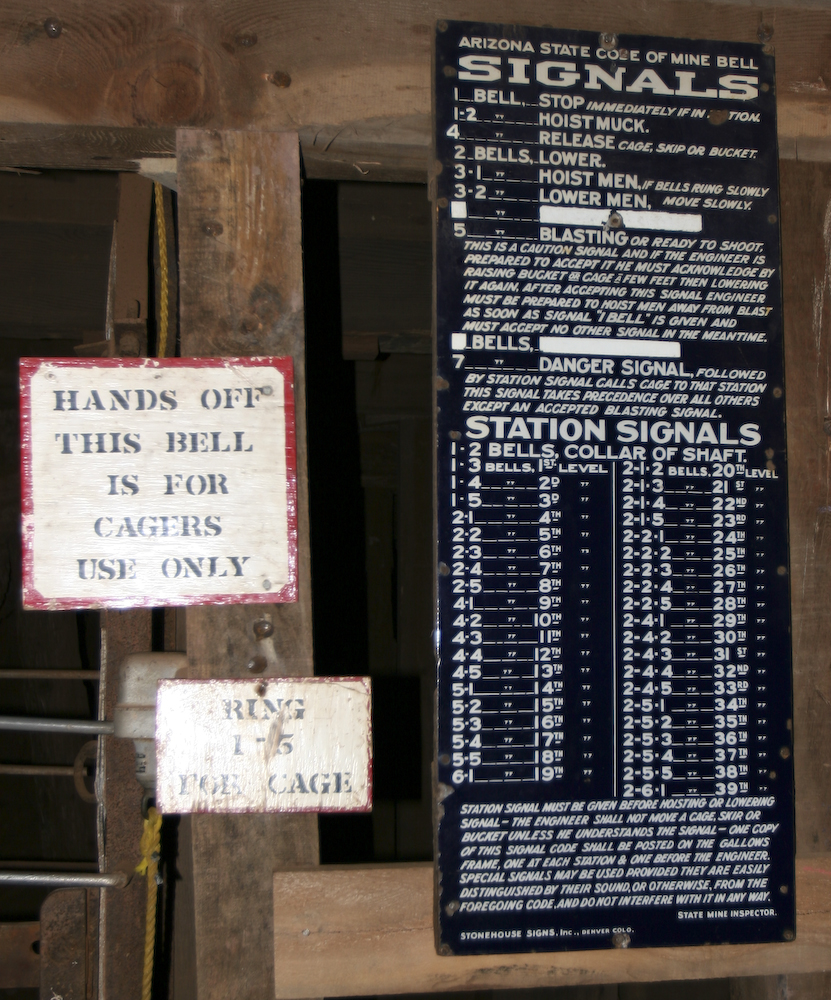 HANDS OFF
THIS BELL
IS FOR
CAGERS
USE ONLY
RING
1-5
FOR CAGE
ARIZONA STATE CODE OF MINE BELL
SIGNALS
1 BELL, STOP IMMEDIATELY IF IN TION.
1-2 " HOIST MUCK.
4 " RELEASE CAGE, SKIP OR BUCKET.
2 BELLS, LOWER.
3-1 " HOIST MEN, IF BELLS RUNG SLOWLY
3-2 " LOWER MEN, MOVE SLOWLY.
"
5 " BLASTING OR READY TO SHOOT,
THIS IS A CAUTION SIGNAL AND IF THE ENGINEER IS
PREPARED TO ACCEPT IT HE MUST ACKNOWLEDGE BY
RAISING BUCKET OR CAGE A FEW FEET THEN LOWERING
IT AGAIN. AFTER ACCEPTING THIS SIGNAL ENGINEER
MUST BE PREPARED TO HOIST MEN AWAY FROM BLAST
AS SOON AS SIGNAL "1 BELL" IS GIVEN AND
MUST ACCEPT NO OTHER SIGNAL IN THE MEANTIME.
BELLS,
7 " DANGER SIGNAL, FOLLOWED
BY STATION SIGNAL CALLS CAGE TO THAT STATION
THIS SIGNAL TAKES PRECEDENCE OVER ALL OTHERS
EXCEPT AN ACCEPTED BLASTING SIGNAL.
STATION SIGNALS
1-2 BELLS, COLLAR OF SHAFT.
1-3 BELLS, 1ST LEVEL
1-4 " 2D "
1-5 " 3D "
2-1 " 4TH "
2-2 " 5TH "
2-3 " 6TH "
2-4 " 7TH "
2-5 " 8TH "
4-1 " 9TH "
4-2 " 10TH "
4-3 " 11TH "
4-4 " 12TH "
4-5 " 13TH "
5-1 " 14TH "
5-2 " 15TH "
5-3 " 16TH "
5-4 " 17TH "
5-5 " 18TH "
6-1 " 19TH "
2-1-2 BELLS, 20TH LEVEL
2-1-3 " 21ST "
2-1-4 " 22ND "
2-1-5 " 23RD "
2-2-1 " 24TH "
2-2-2 " 25TH "
2-2-3 " 26TH "
2-2-4 " 27TH "
2-2-5 " 28TH "
2-4-1 " 29TH "
2-4-2 " 30TH "
2-4-3 " 31ST "
2-4-4 " 32ND "
2-4-5 " 33RD "
2-5-1 " 34TH "
2-5-2 " 35TH "
2-5-3 " 36TH "
2-5-4 " 37TH "
2-5-5 " 38TH "
2-6-1 " 39TH "
STATION SIGNAL MUST BE GIVEN BEFORE HOISTING OR LOWERING
SIGNAL - THE ENGINEER SHALL NOT MOVE A CAGE, SKIP OR
BUCKET UNLESS HE UNDERSTANDS THE SIGNAL - ONE COPY
OF THIS SIGNAL CODE SHALL BE POSTED ON THE GALLOWS
FRAME, ONE AT EACH STATION & ONE BEFORE THE ENGINEER.
SPECIAL SIGNALS MAY BE USED PROVIDED THEY ARE EASILY
DISTINGUISHED BY THEIR SOUND, OR OTHERWISE, FROM THE
FOREGOING CODE, AND DO NOT INTERFERE WITH IT IN ANY WAY.
STATE MINE INSPECTOR.
STONEHOUSE SIGNS, Inc., DENVER COLO.